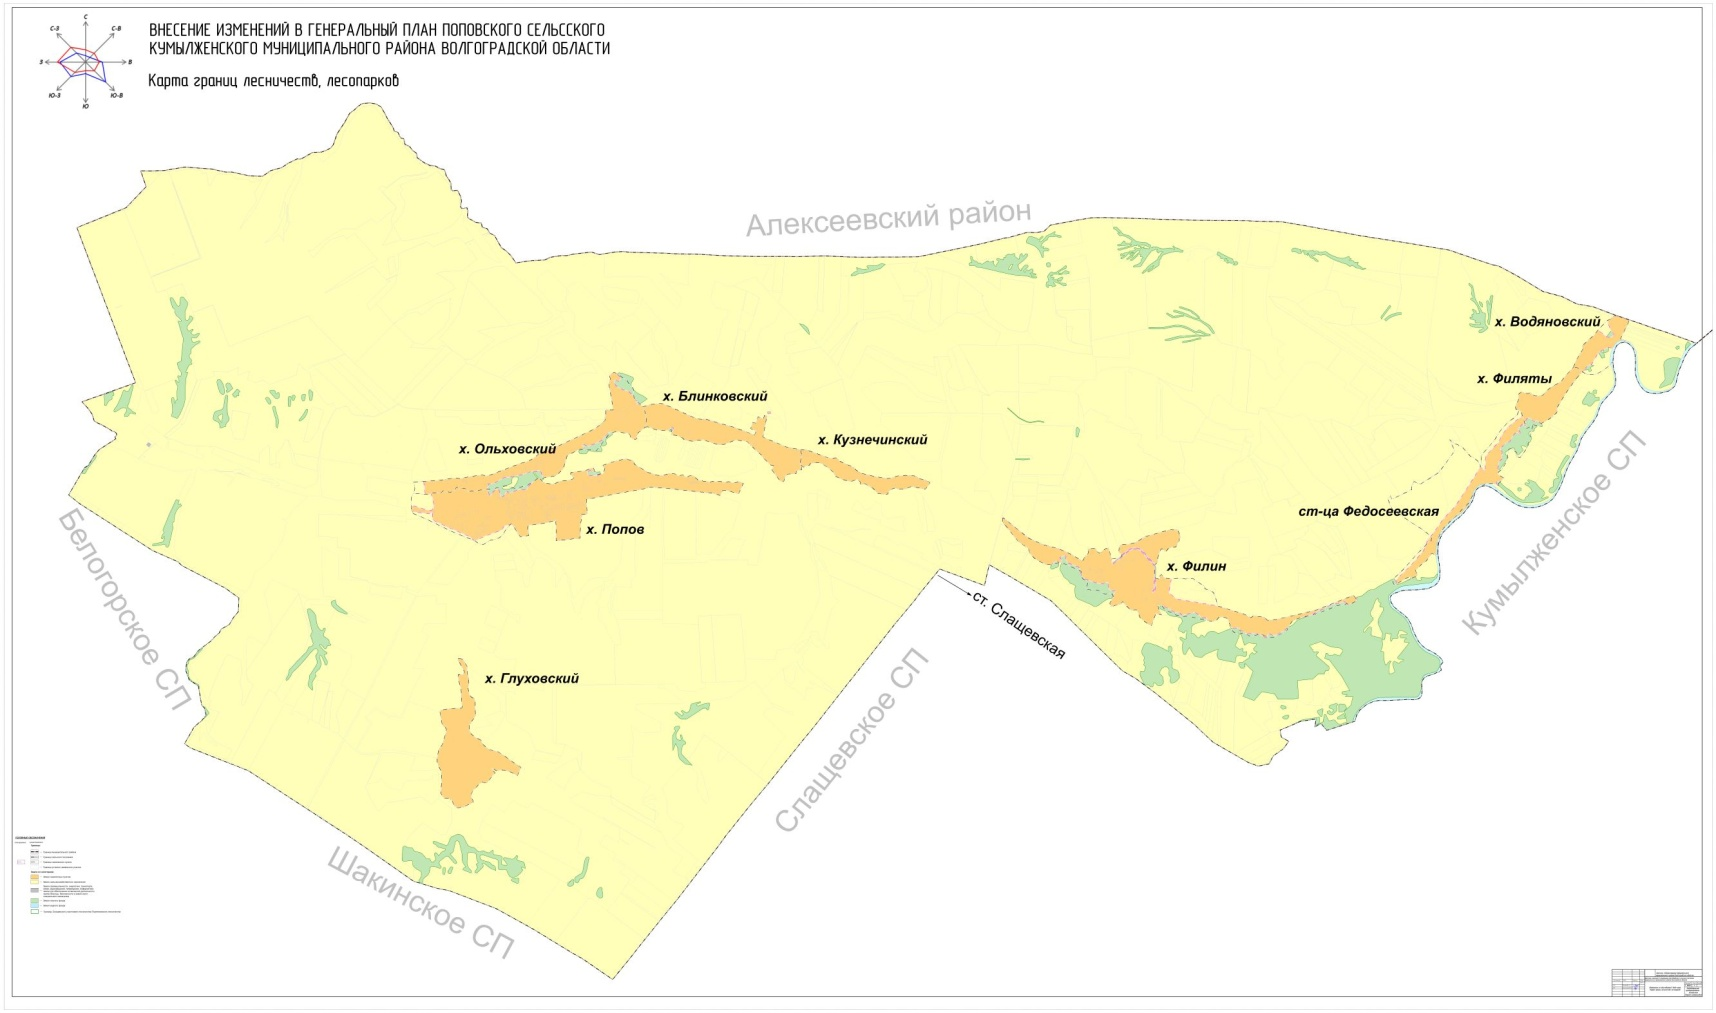 ВНЕСЕНИЕ ИЗМЕНЕНИЙ В ГЕНЕРАЛЬНЫЙ ПЛАН ПОПОВСКОГО СЕЛЬССКОГО
КУМЫЛЖЕНСКОГО МУНИЦИПАЛЬНОГО РАЙОНА ВОЛГОГРАДСКОЙ ОБЛАСТИ
Карта границ лесничеств, лесопарков
С
С-З
С-В
З
В
Ю-З
Ю-В
Ю
Алексеевский район
х. Водяновский
х. Филяты
х. Блинковский
х. Кузнечинский
х. Ольховский
ст-ца Федосеевская
х. Попов
х. Филин
ст. Слащевская
х. Глуховский
Белогорское СП
Кумылженское СП
Слащевское СП
Шакинское СП